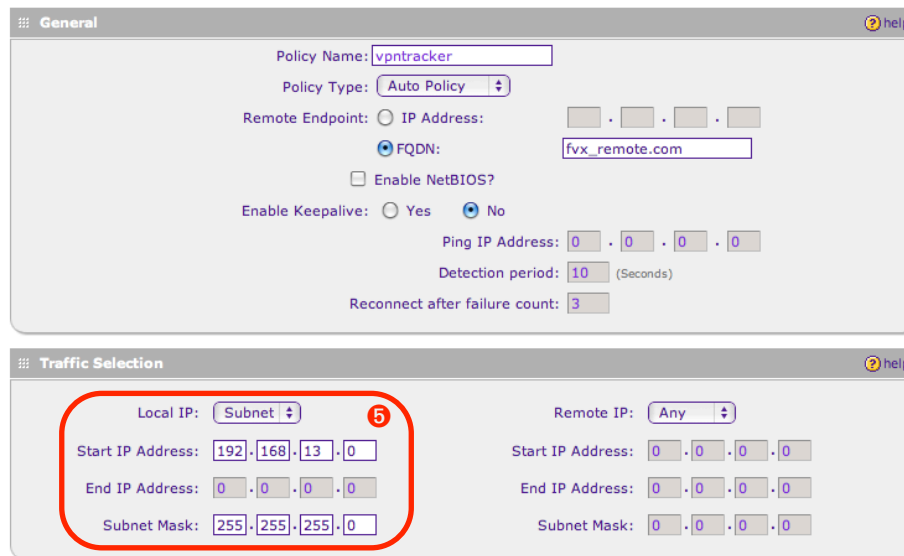 General help
Policy Name: vpntracker
Policy Type: Auto Policy
Remote Endpoint: IP Address: . . .
FQDN: fvx_remote.com
Enable NetBIOS?
Enable Keepalive: Yes No
Ping IP Address: 0 . 0 . 0 . 0
Detection period: 10 (Seconds)
Reconnect after failure count: 3
Traffic Selection help
Local IP: Subnet 5 Remote IP: Any
Start IP Address: 192 . 168 . 13 . 0 Start IP Address: 0 . 0 . 0 . 0
End IP Address: 0 . 0 . 0 . 0 End IP Address: 0 . 0 . 0 . 0
Subnet Mask: 255 . 255 . 255 . 0 Subnet Mask: 0 . 0 . 0 . 0